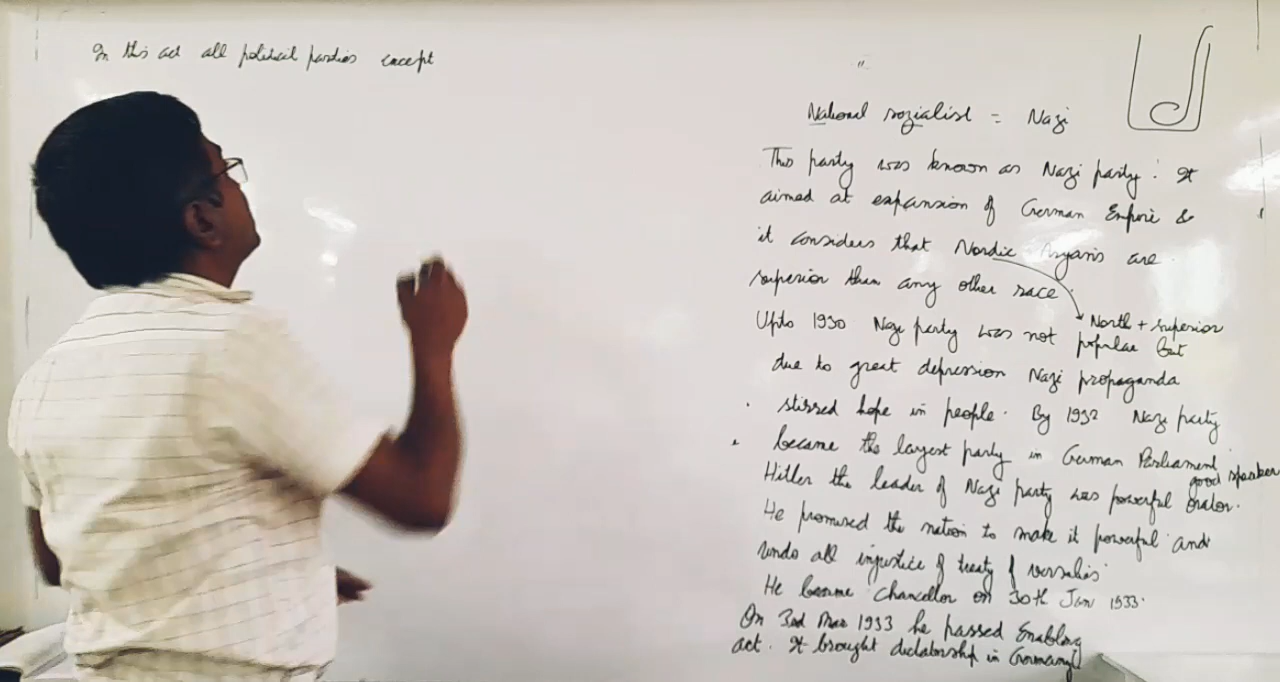 In this act all political parties except
National sozialist = Nazi
This party was known as Nazi party. It
aimed at expansion of German Empire &
it considers that Nordic Aryans are
superior than any other race.
North + superior
Upto 1930 Nazi party was not popular but
due to great depression Nazi propaganda
stirred hope in people. By 1932 Nazi party
became the largest party in German Parliament
good speaker
Hitler the leader of Nazi party was powerful orator.
He promised the nation to make it powerful and
undo all injustice of treaty of versalies
He became Chancellor on 30th Jan 1933.
On 3rd Mar 1933 he passed Enabling
act. It brought dictatorship in Germany